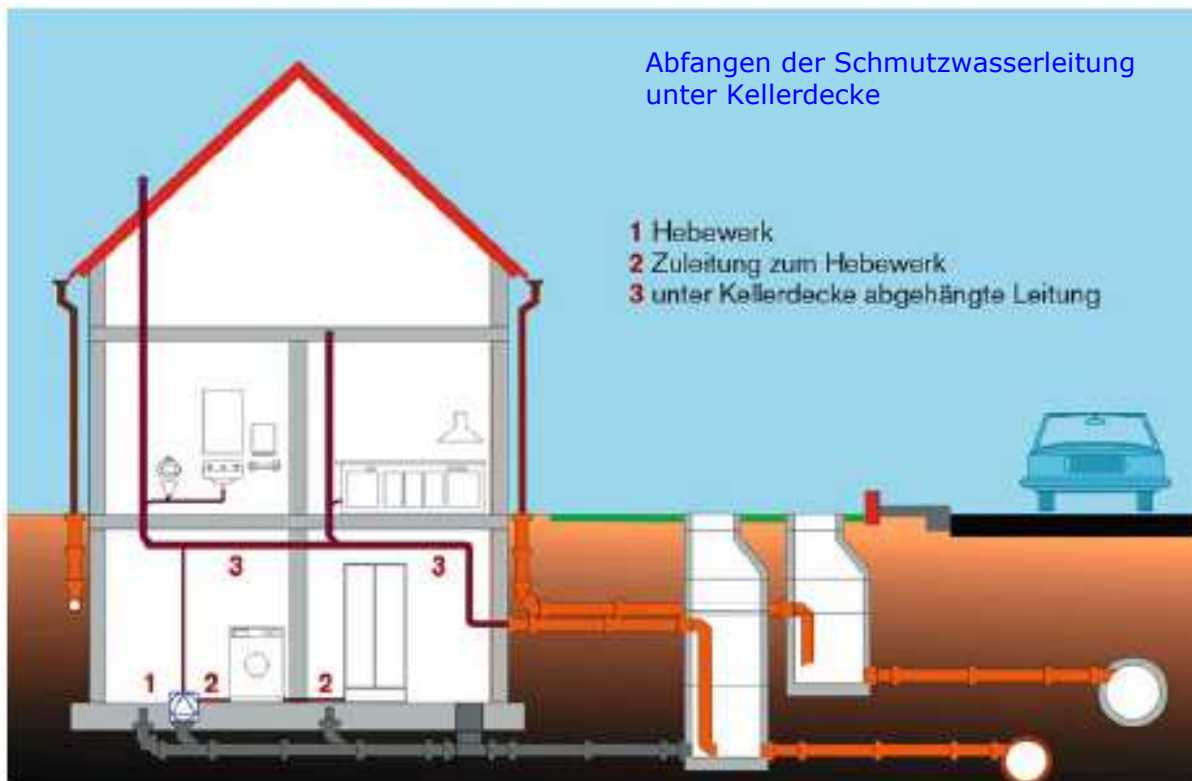 Abfangen der Schmutzwasserleitung
unter Kellerdecke
1 Hebewerk
2 Zuleitung zum Hebewerk
3 unter Kellerdecke abgehängte Leitung
3
3
1
2
2